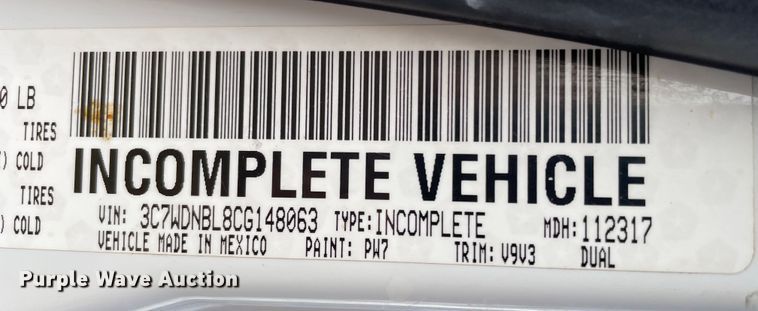 0 LB
TIRES
) COLD
TIRES
) COLD
INCOMPLETE VEHICLE
VIN: 3C7WDNBL8CG148063 TYPE:INCOMPLETE MDH:112317
VEHICLE MADE IN MEXICO PAINT: PW7 TRIM: V9V3 DUAL
Purple Wave Auction